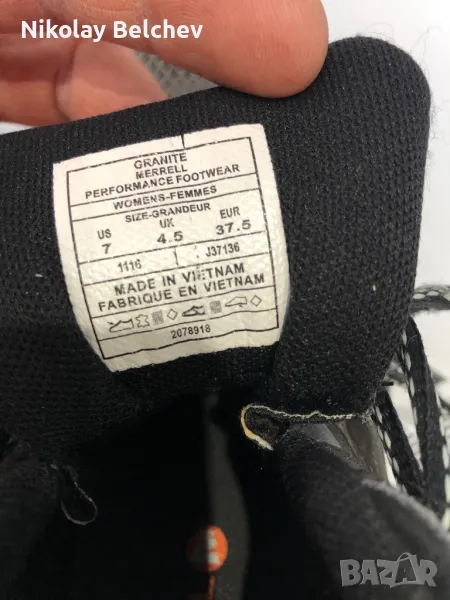 Nikolay Belchev
GRANITE
MERRELL
PERFORMANCE FOOTWEAR
WOMENS-FEMMES
SIZE-GRANDEUR
US UK EUR
7 4.5 37.5
1116 J37136
MADE IN VIETNAM
FABRIQUE EN VIETNAM
2078918
BAZAR